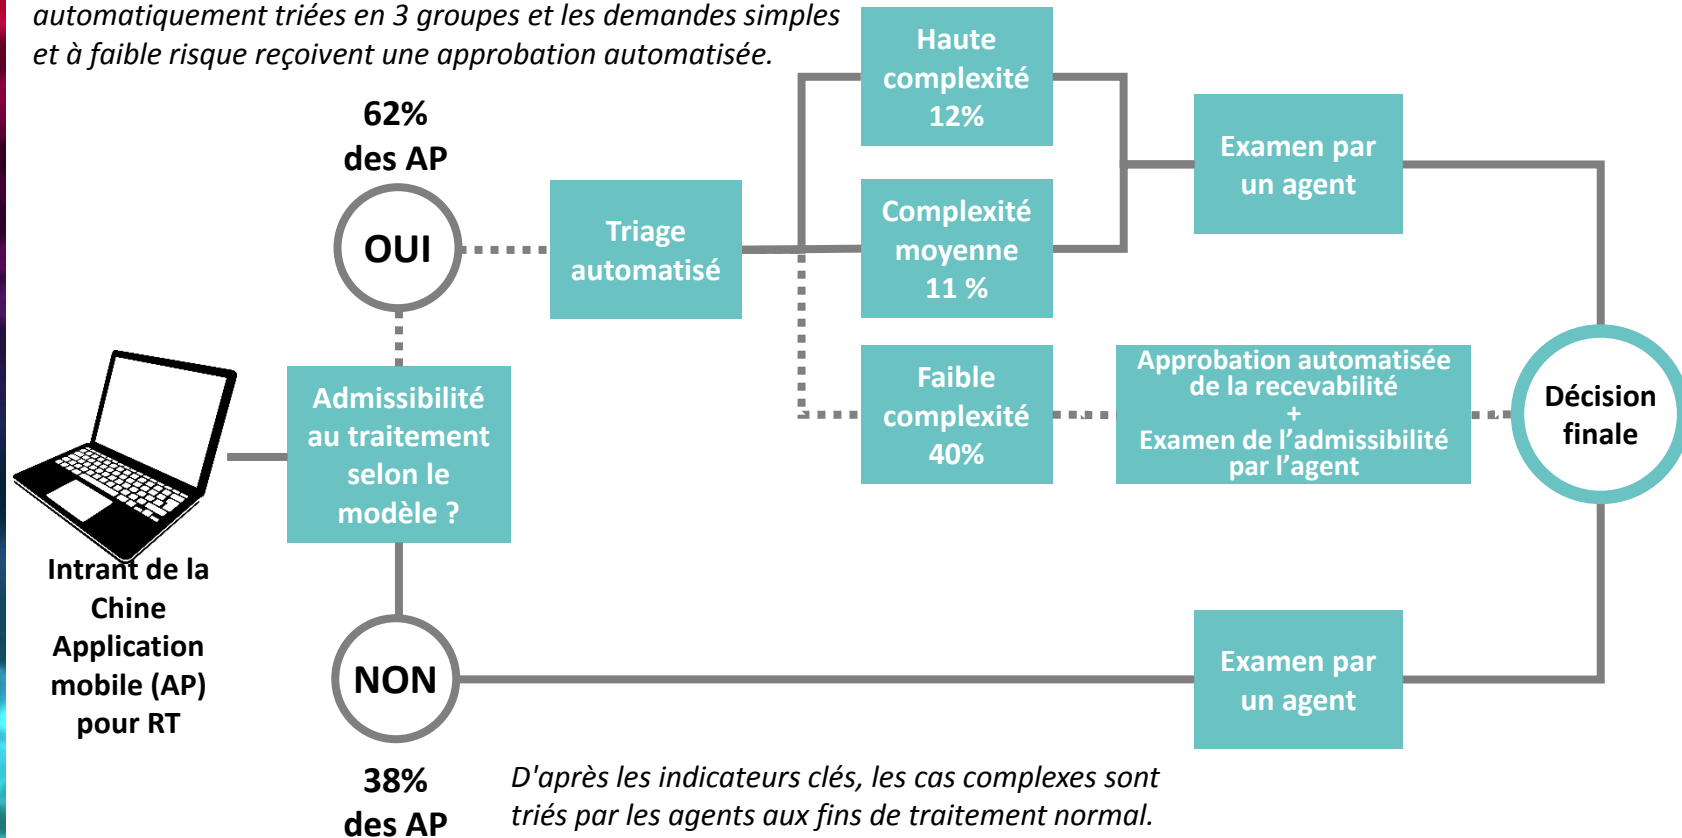 automatiquement triées en 3 groupes et les demandes simples
et à faible risque reçoivent une approbation automatisée.
62%
des AP
OUI
Triage
automatisé
Haute
complexité
12%
Complexité
moyenne
11 %
Faible
complexité
40%
Examen par
un agent
Approbation automatisée
de la recevabilité
+
Examen de l'admissibilité
par l'agent
Décision
finale
Admissibilité
au traitement
selon le
modèle ?
Intrant de la
Chine
Application
mobile (AP)
pour RT
NON
38%
des AP
Examen par
un agent
D'après les indicateurs clés, les cas complexes sont
triés par les agents aux fins de traitement normal.